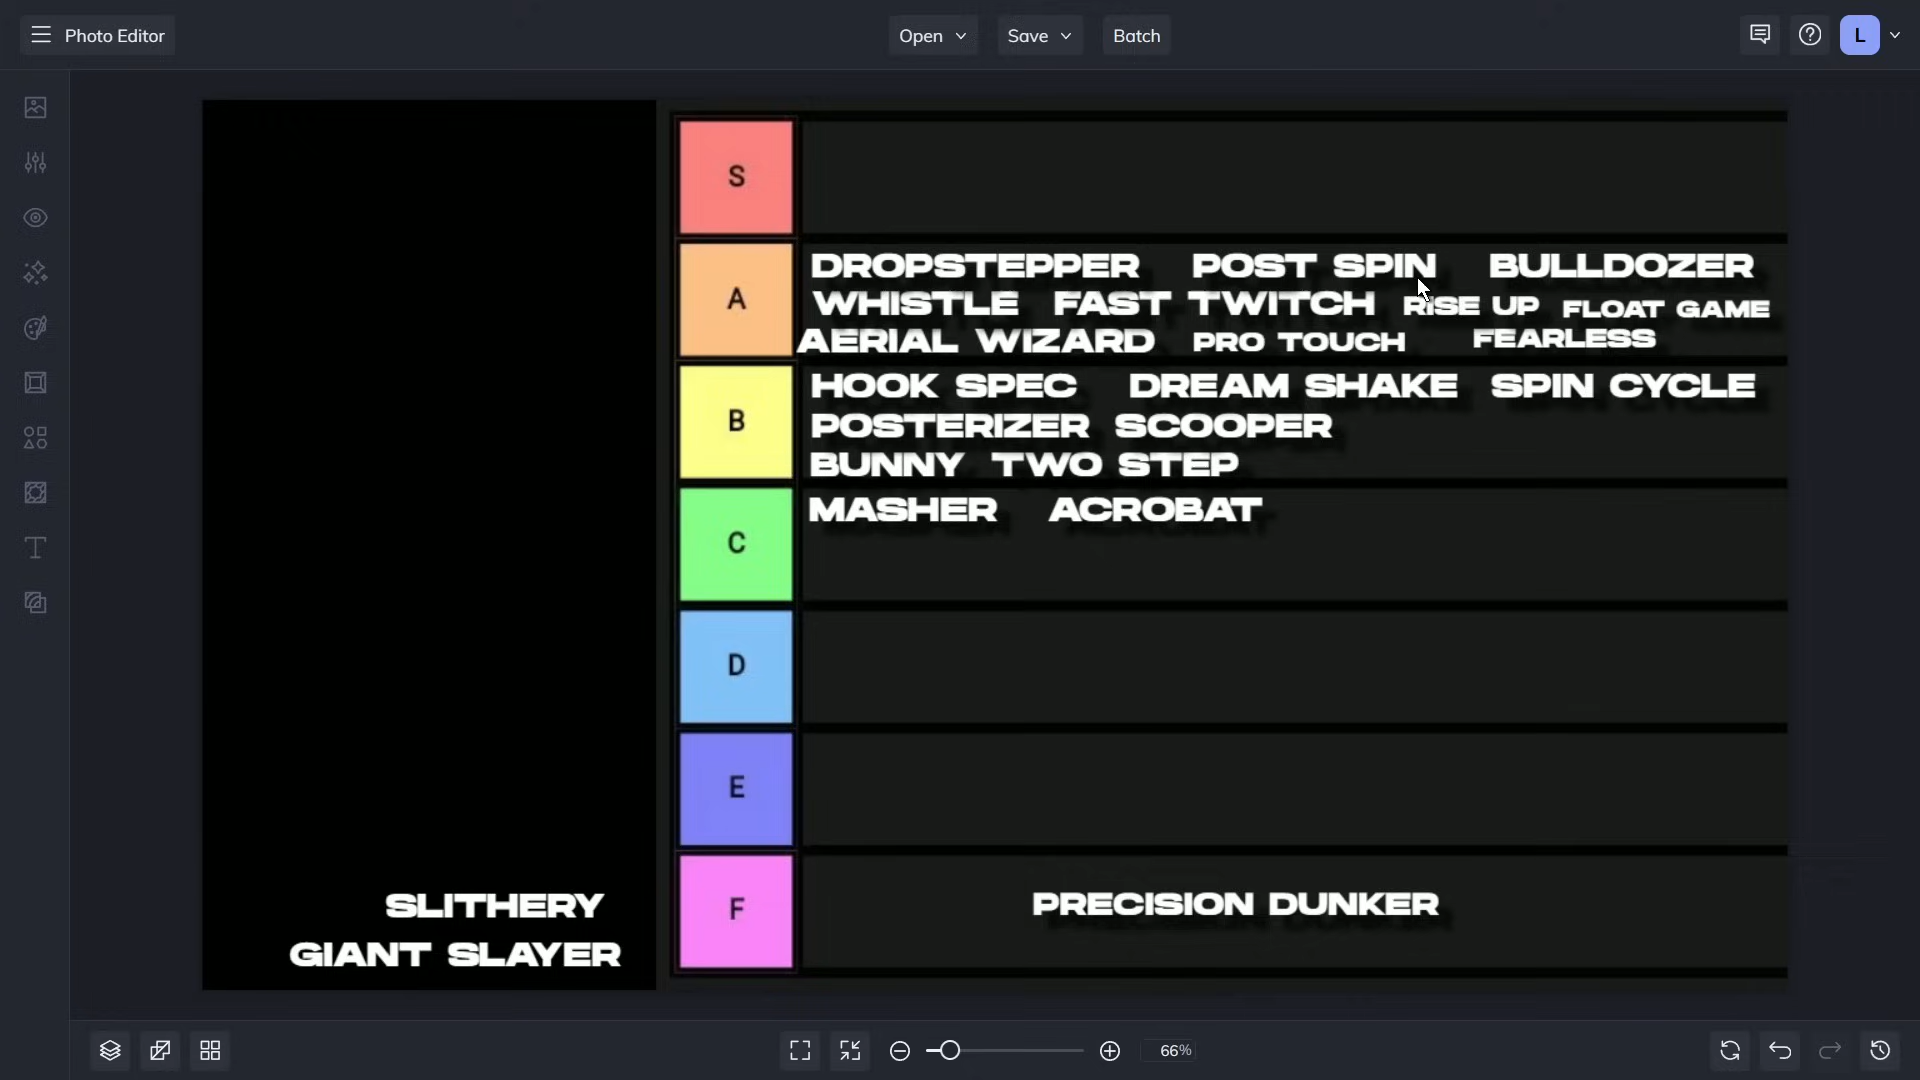 Photo Editor Open Save Batch L
S
A
DROPSTEPPER POST SPIN BULLDOZER
WHISTLE FAST TWITCH RISE UP FLOAT GAME
AERIAL WIZARD PRO TOUCH FEARLESS
B
HOOK SPEC DREAM SHAKE SPIN CYCLE
POSTERIZER SCOOPER
BUNNY TWO STEP
C
MASHER ACROBAT
D
E
F
PRECISION DUNKER
SLITHERY
GIANT SLAYER
66%